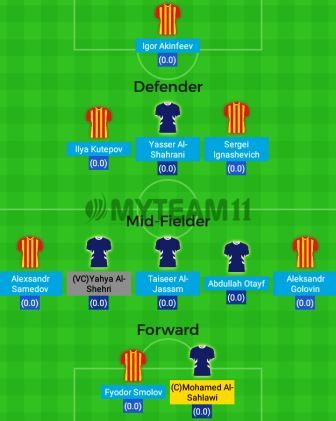 Igor Akinfeev
(0.0)
Defender
Ilya Kutepov
(0.0)
Yasser Al-
Shahrani
(0.0)
Sergei
Ignashevich
(0.0)
MYTEAM11
Mid-Fielder
Alexsandr
Samedov
(0.0)
(VC)Yahya Al-
Shehri
(0.0)
Taiseer Al-
Jassam
(0.0)
Abdullah Otayf
(0.0)
Aleksandr
Golovin
(0.0)
Forward
Fyodor Smolov
(0.0)
(C)Mohamed Al-
Sahlawi
(0.0)